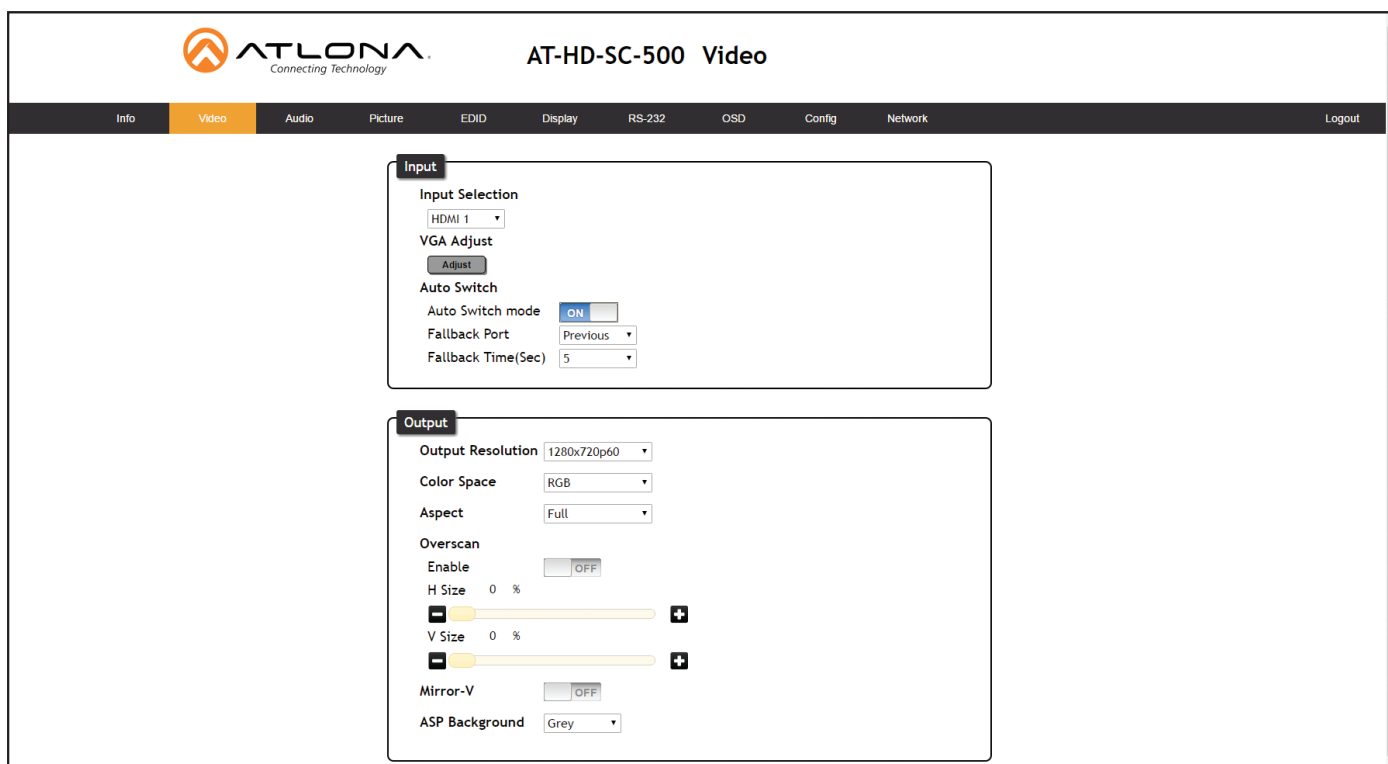 ATLONA.
Connecting Technology
AT-HD-SC-500 Video
Info Video Audio Picture EDID Display RS-232 OSD Config Network Logout
Input
Input Selection
HDMI 1
VGA Adjust
Adjust
Auto Switch
Auto Switch mode ON
Fallback Port Previous
Fallback Time(Sec) 5
Output
Output Resolution 1280x720p60
Color Space RGB
Aspect Full
Overscan
Enable OFF
H Size 0 %
V Size 0 %
Mirror-V OFF
ASP Background Grey